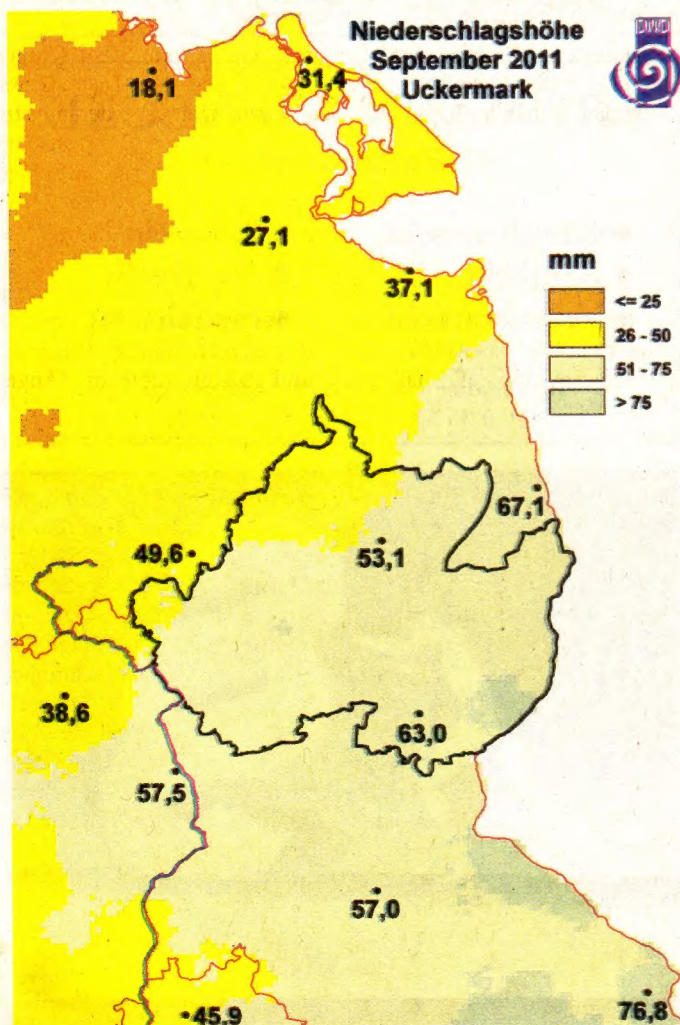 Niederschlagshöhe
September 2011
Uckermark
18,1
31,4
27,1
37,1
mm
<= 25
26 - 50
51 - 75
> 75
67,1
49,6
53,1
38,6
63,0
57,5
57,0
76,8
45,9